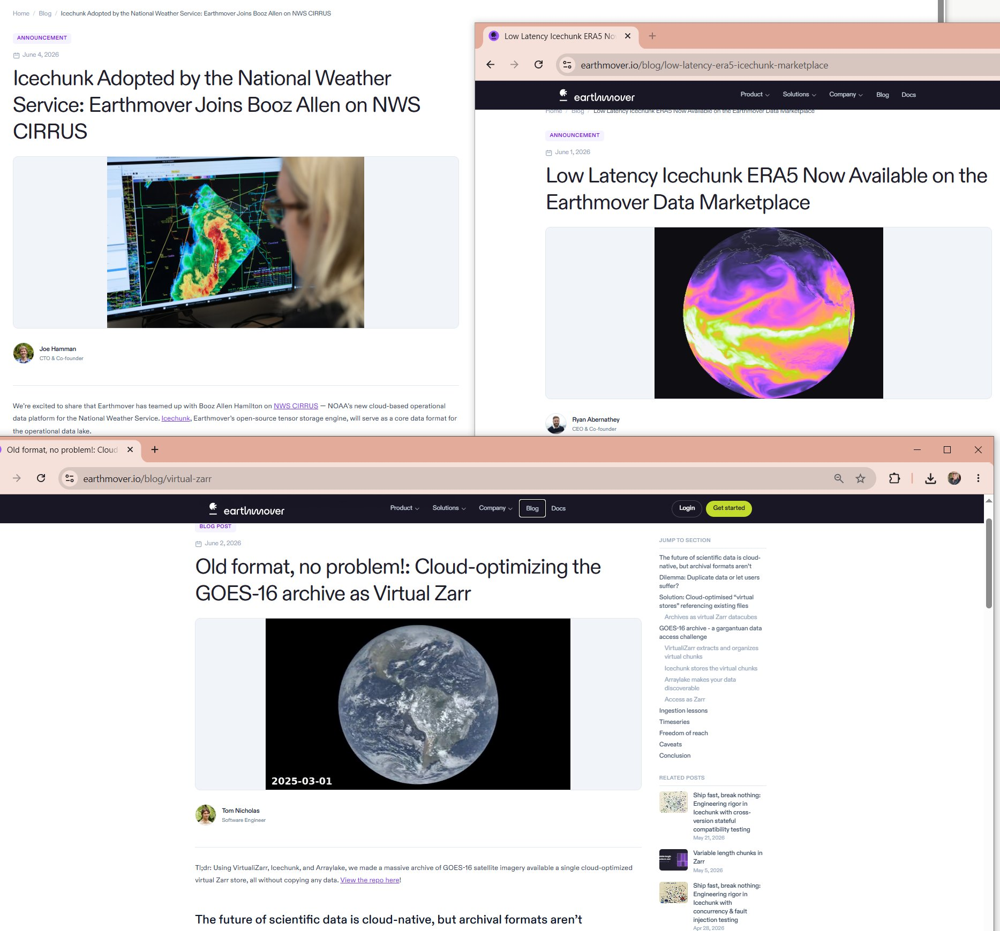 Home / Blog / Icechunk Adopted by the National Weather Service: Earthmover Joins Booz Allen on NWS CIRRUS
ANNOUNCEMENT
June 4, 2026
Icechunk Adopted by the National Weather
Service: Earthmover Joins Booz Allen on NWS
CIRRUS
Joe Hamman
CTO & Co-founder
We're excited to share that Earthmover has teamed up with Booz Allen Hamilton on NWS CIRRUS — NOAA's new cloud-based operational
data platform for the National Weather Service. Icechunk, Earthmover's open-source tensor storage engine, will serve as a core data format for
the operational data lake.
Low Latency Icechunk ERA5 No
earthmover.io/blog/low-latency-era5-icechunk-marketplace
earthmover
Product
Solutions
Company
Blog
Docs
Home / Blog / Low Latency Icechunk ERA5 Now Available on the Earthmover Data Marketplace
ANNOUNCEMENT
June 1, 2026
Low Latency Icechunk ERA5 Now Available on the
Earthmover Data Marketplace
Ryan Abernathey
CEO & Co-founder
Old format, no problem!: Cloud
earthmover.io/blog/virtual-zarr
earthmover
Product
Solutions
Company
Blog
Docs
Login
Get started
BLOG POST
June 2, 2026
Old format, no problem!: Cloud-optimizing the
GOES-16 archive as Virtual Zarr
2025-03-01
Tom Nicholas
Software Engineer
Tl;dr: Using VirtualiZarr, Icechunk, and Arraylake, we made a massive archive of GOES-16 satellite imagery available a single cloud-optimized
virtual Zarr store, all without copying any data. View the repo here!
The future of scientific data is cloud-native, but archival formats aren't
JUMP TO SECTION
The future of scientific data is cloud-
native, but archival formats aren't
Dilemma: Duplicate data or let users
suffer?
Solution: Cloud-optimised "virtual
stores" referencing existing files
Archives as virtual Zarr datacubes
GOES-16 archive - a gargantuan data
access challenge
VirtualiZarr extracts and organizes
virtual chunks
Icechunk stores the virtual chunks
Arraylake makes your data
discoverable
Access as Zarr
Ingestion lessons
Timeseries
Freedom of reach
Caveats
Conclusion
RELATED POSTS
Ship fast, break nothing:
Engineering rigor in
Icechunk with cross-
version stateful
compatibility testing
May 21, 2026
Variable length chunks in
Zarr
May 5, 2026
Ship fast, break nothing:
Engineering rigor in
Icechunk with
concurrency & fault
injection testing
Apr 28, 2026